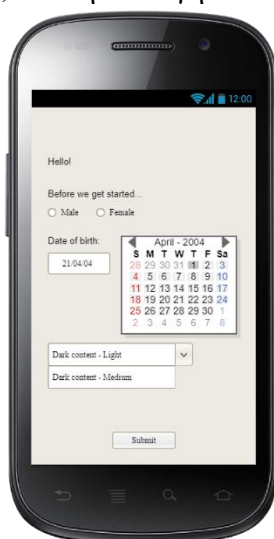 12:00
Hello!
Before we get started...
Male Female
Date of birth:
21/04/04
April - 2004
S M T W T F Sa
28 29 30 31 1 2 3
4 5 6 7 8 9 10
11 12 13 14 15 16 17
18 19 20 21 22 23 24
25 26 27 28 29 30 1
2 3 4 5 6 7 8
Dark content - Light
Dark content - Medium
Submit